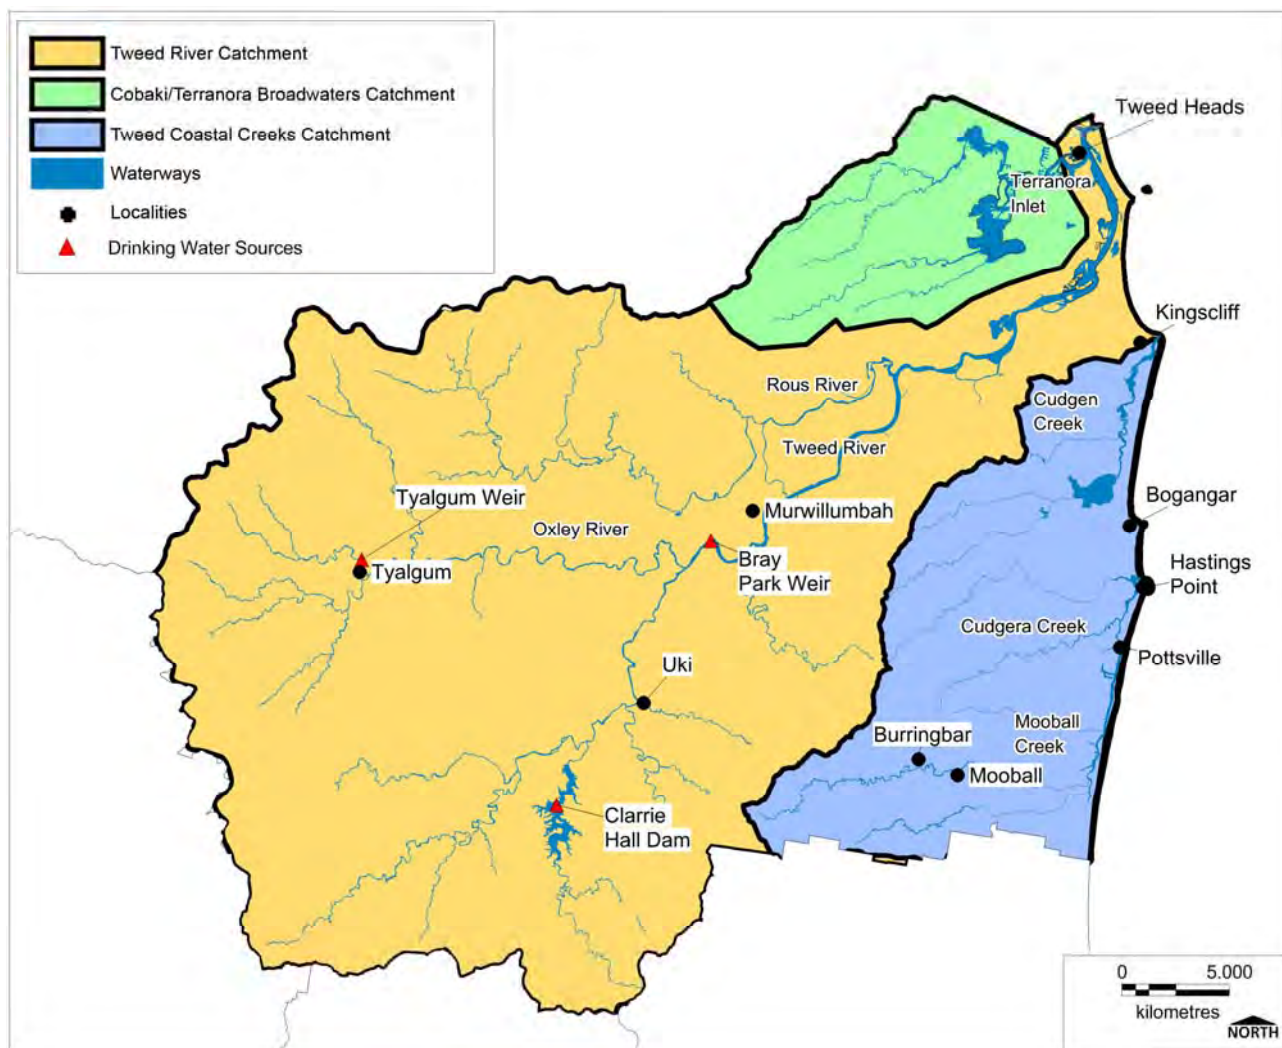 Tweed River Catchment
Cobaki/Terranora Broadwaters Catchment
Tweed Coastal Creeks Catchment
Waterways
Localities
Drinking Water Sources
Tweed Heads
Terranora
Inlet
Kingscliff
Rous River
Cudgen
Creek
Tweed River
Tyalgum Weir
Bogangar
Murwillumbah
Oxley River
Bray
Park Weir
Hastings
Point
Tyalgum
Cudgera Creek
Pottsville
Uki
Mooball
Creek
Burringbar
Mooball
Clarrie
Hall Dam
0 5.000
kilometres
NORTH